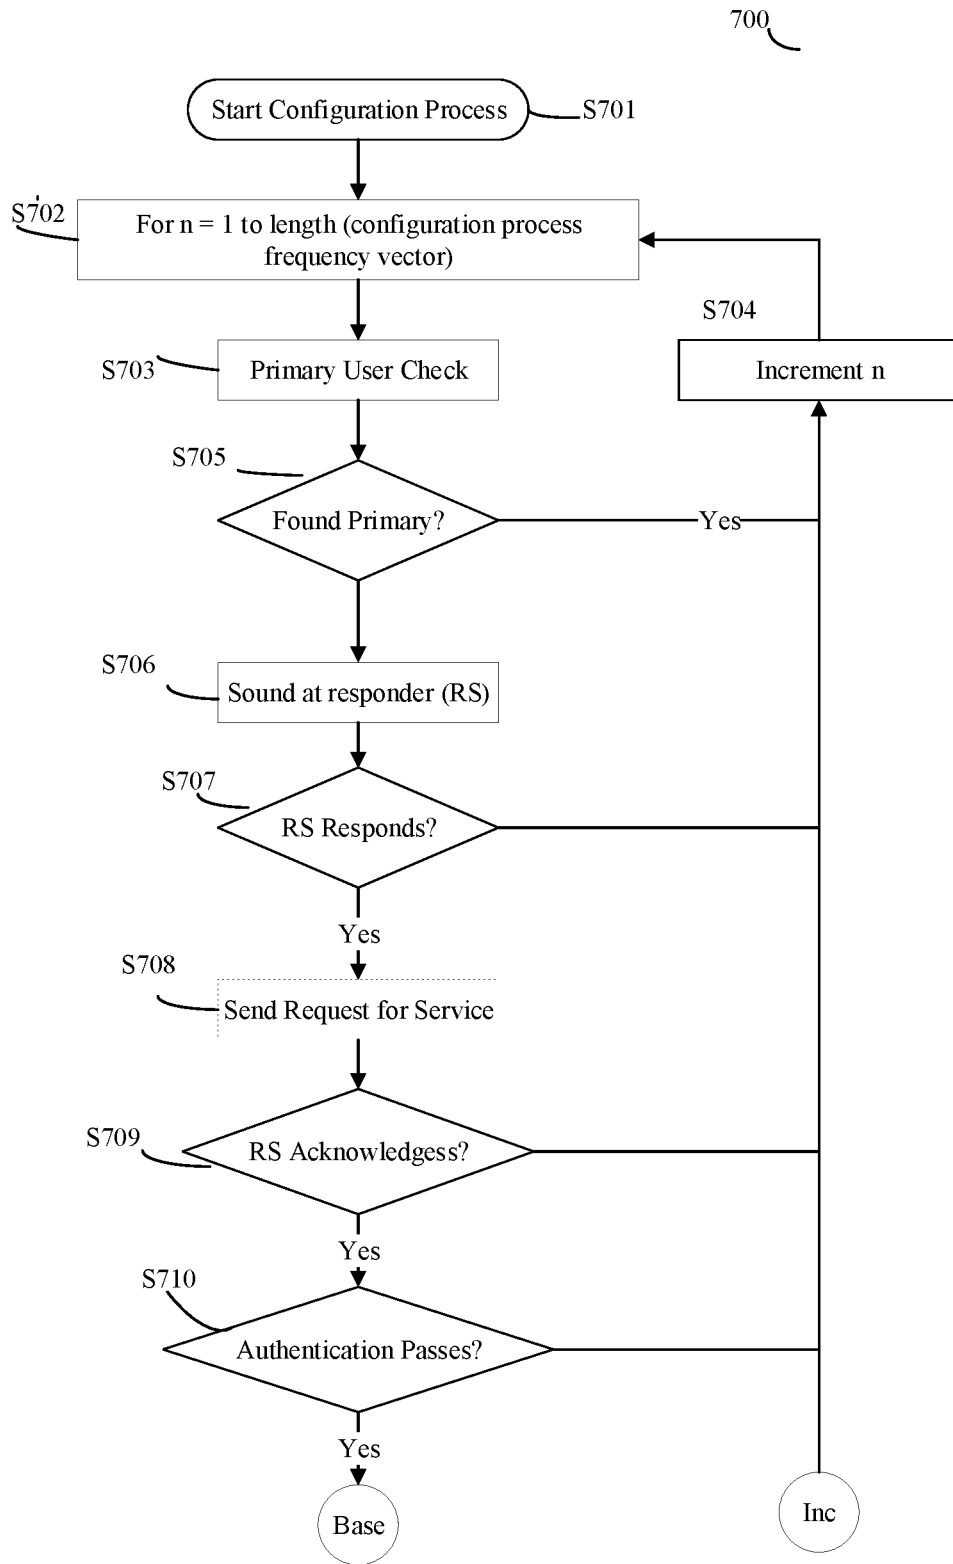 700
Start Configuration Process
S701
S702
For n = 1 to length (configuration process
frequency vector)
S704
S703
Primary User Check
Increment n
S705
Found Primary?
Yes
S706
Sound at responder (RS)
S707
RS Responds?
Yes
S708
Send Request for Service
S709
RS Acknowledgess?
Yes
S710
Authentication Passes?
Yes
Base
Inc